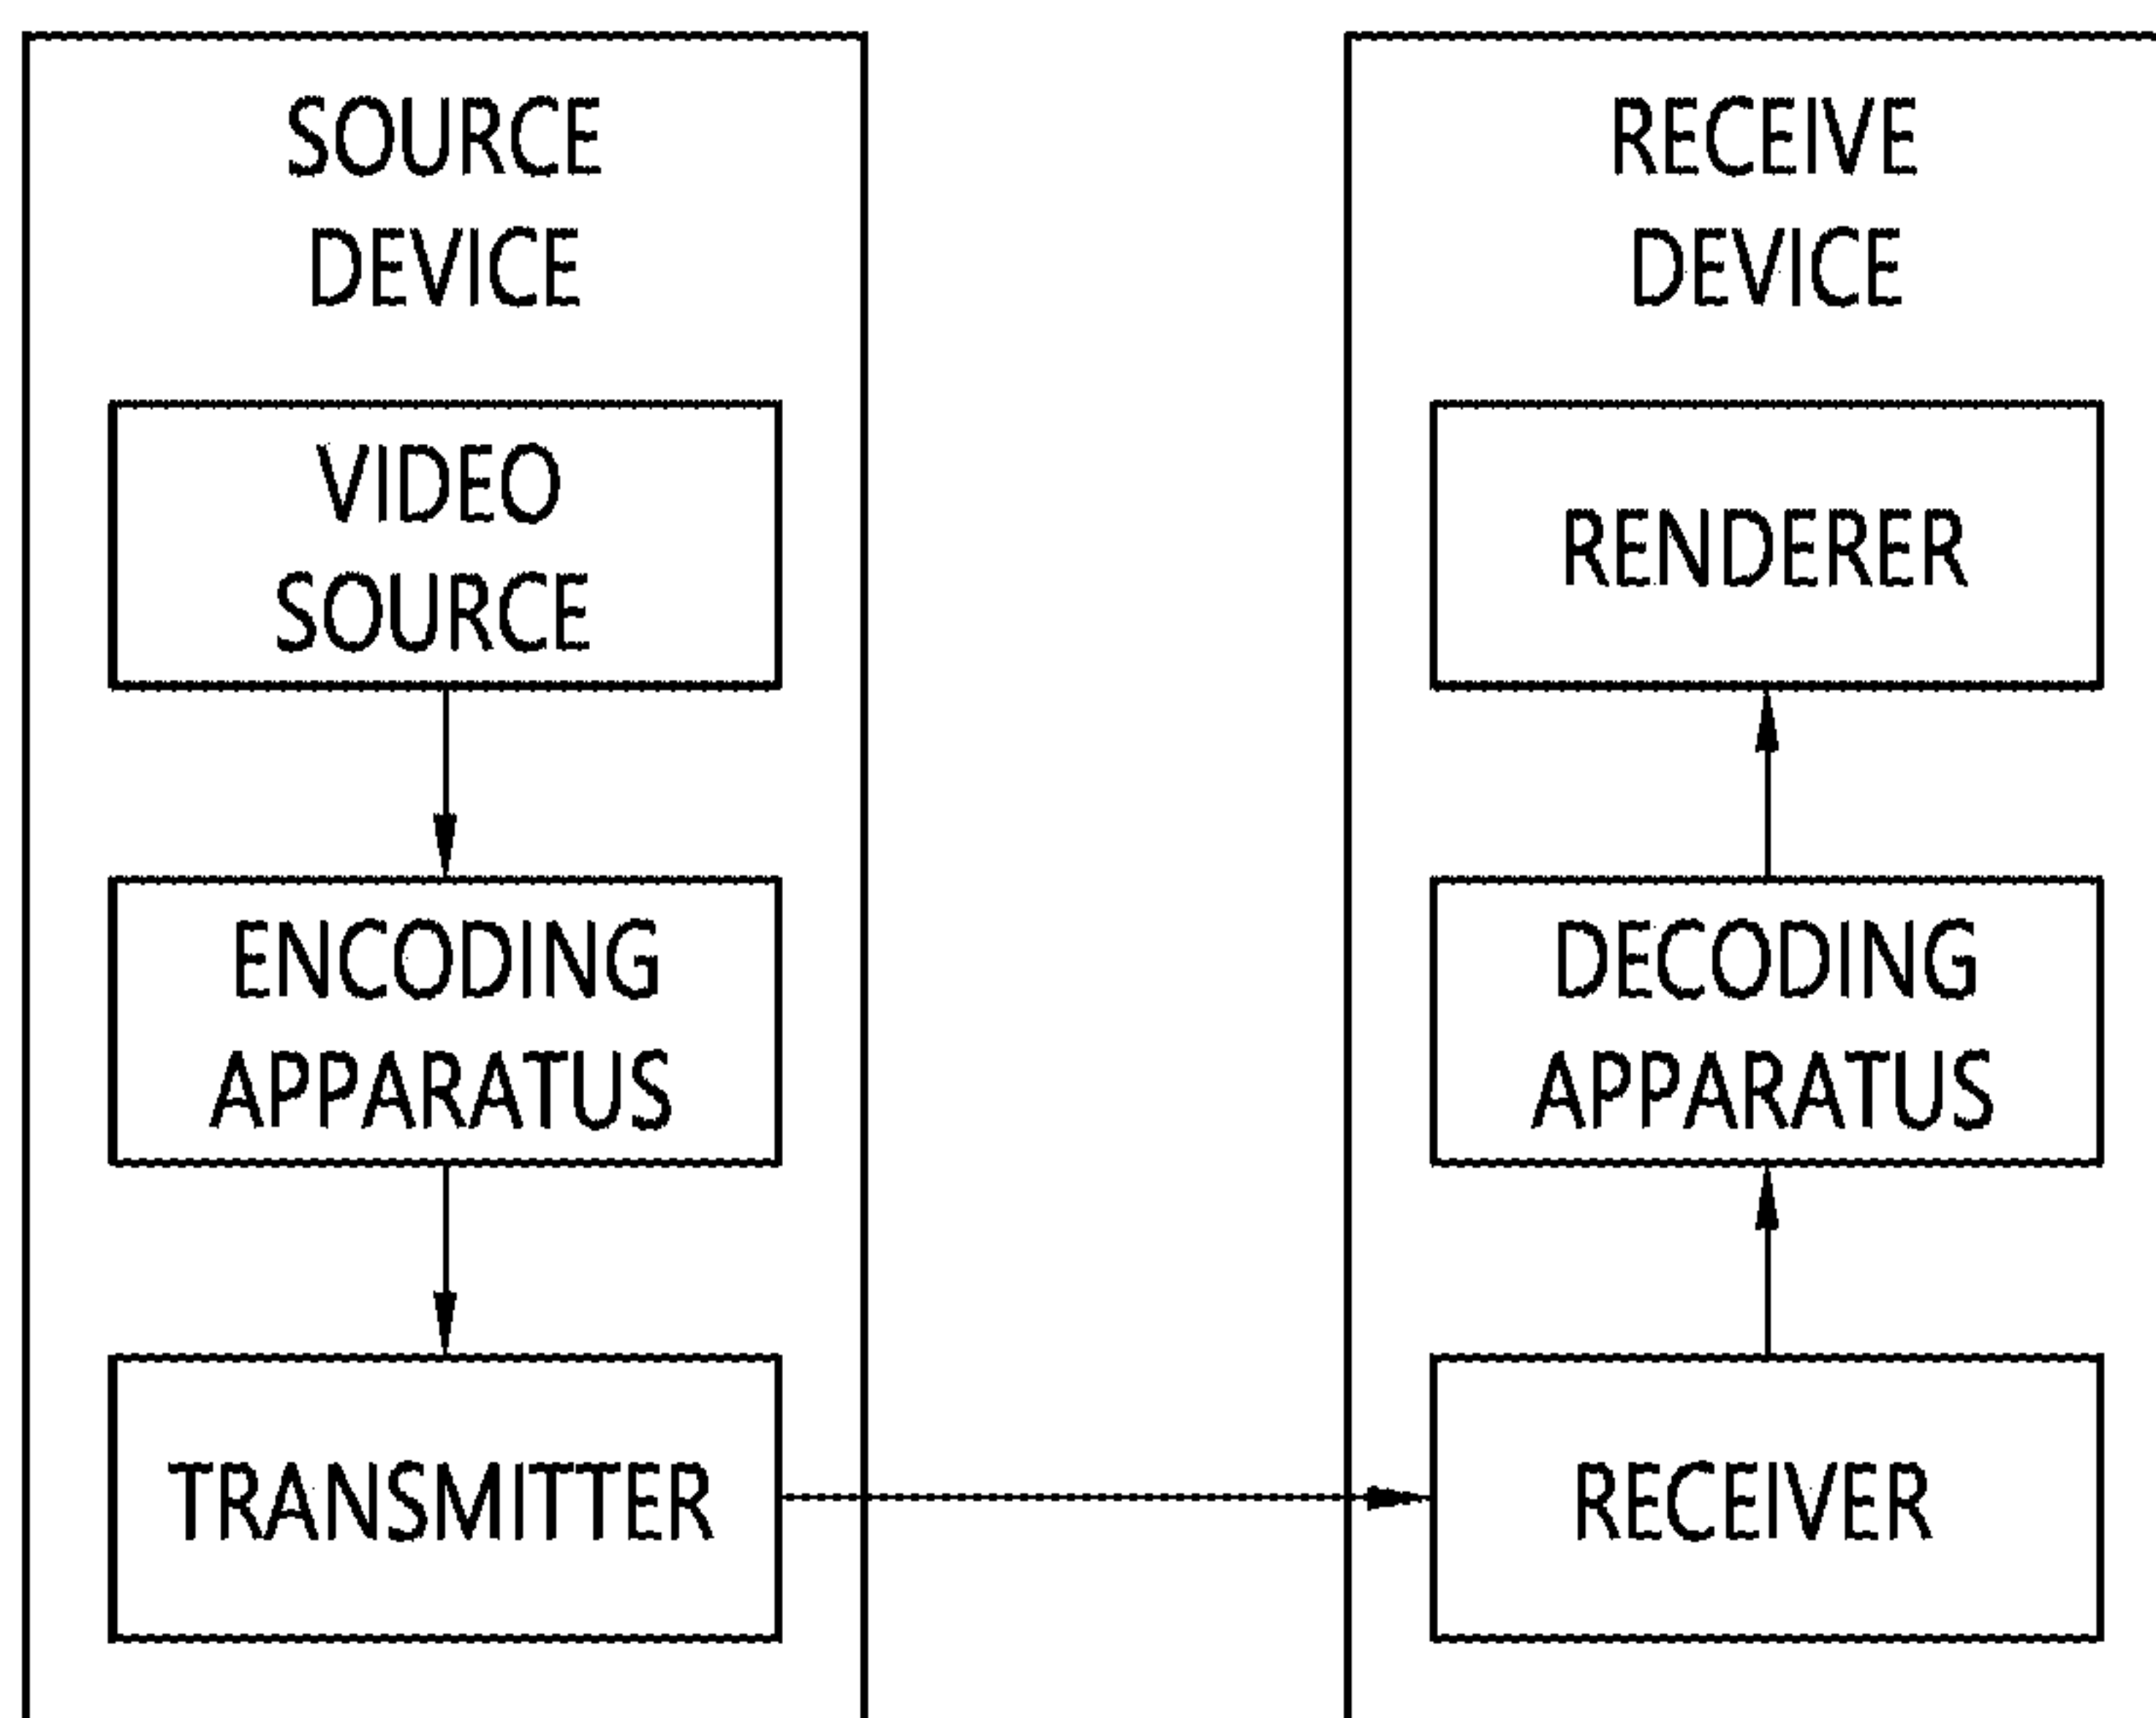 SOURCE
DEVICE
VIDEO
SOURCE
ENCODING
APPARATUS
TRANSMITTER
RECEIVE
DEVICE
RENDERER
DECODING
APPARATUS
RECEIVER